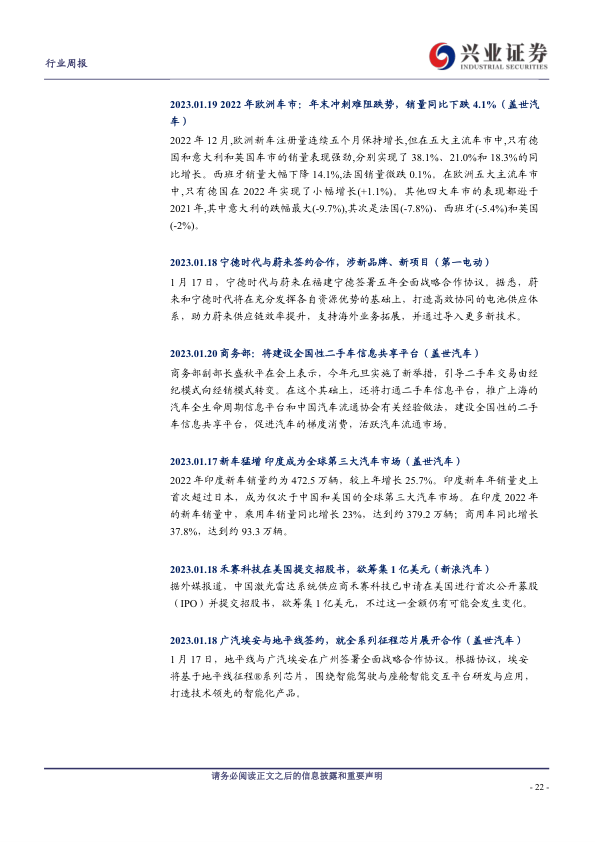 行业周报
兴业证券
INDUSTRIAL SECURITIES
2023.01.19 2022 年欧洲车市：年末冲刺难阻跌势，销量同比下跌 4.1%（盖世汽
车）
2022 年 12 月,欧洲新车注册量连续五个月保持增长,但在五大主流车市中,只有德
国和意大利和英国车市的销量表现强劲,分别实现了 38.1%、21.0%和 18.3%的同
比增长。西班牙销量大幅下降 14.1%,法国销量微跌 0.1%。在欧洲五大主流车市
中,只有德国在 2022 年实现了小幅增长(+1.1%)。 其他四大车市的表现都逊于
2021 年,其中意大利的跌幅最大(-9.7%),其次是法国(-7.8%)、西班牙(-5.4%)和英国
(-2%)。
2023.01.18 宁德时代与蔚来签约合作，涉新品牌、新项目（第一电动）
1 月 17 日，宁德时代与蔚来在福建宁德签署五年全面战略合作协议。据悉，蔚
来和宁德时代将在充分发挥各自资源优势的基础上，打造高效协同的电池供应体
系，助力蔚来供应链效率提升，支持海外业务拓展，并通过导入更多新技术。
2023.01.20 商务部：将建设全国性二手车信息共享平台（盖世汽车）
商务部副部长盛秋平在会上表示，今年元旦实施了新举措，引导二手车交易由经
纪模式向经销模式转变。在这个基础上，还将打通二手车信息平台，推广上海的
汽车全生命周期信息平台和中国汽车流通协会有关经验做法，建设全国性的二手
车信息共享平台，促进汽车的梯度消费，活跃汽车流通市场。
2023.01.17 新车猛增 印度成为全球第三大汽车市场（盖世汽车）
2022 年印度新车销量约为 472.5 万辆，较上年增长 25.7%。印度新车年销量史上
首次超过日本，成为仅次于中国和美国的全球第三大汽车市场。在印度 2022 年
的新车销量中，乘用车销量同比增长 23%，达到约 379.2 万辆；商用车同比增长
37.8%，达到约 93.3 万辆。
2023.01.18 禾赛科技在美国提交招股书，欲筹集 1 亿美元（新浪汽车）
据外媒报道，中国激光雷达系统供应商禾赛科技已申请在美国进行首次公开募股
（IPO）并提交招股书，欲筹集 1 亿美元，不过这一金额仍有可能会发生变化。
2023.01.18 广汽埃安与地平线签约，就全系列征程芯片展开合作（盖世汽车）
1 月 17 日，地平线与广汽埃安在广州签署全面战略合作协议。根据协议，埃安
将基于地平线征程®系列芯片，围绕智能驾驶与座舱智能交互平台研发与应用，
打造技术领先的智能化产品。
请务必阅读正文之后的信息披露和重要声明
- 22 -